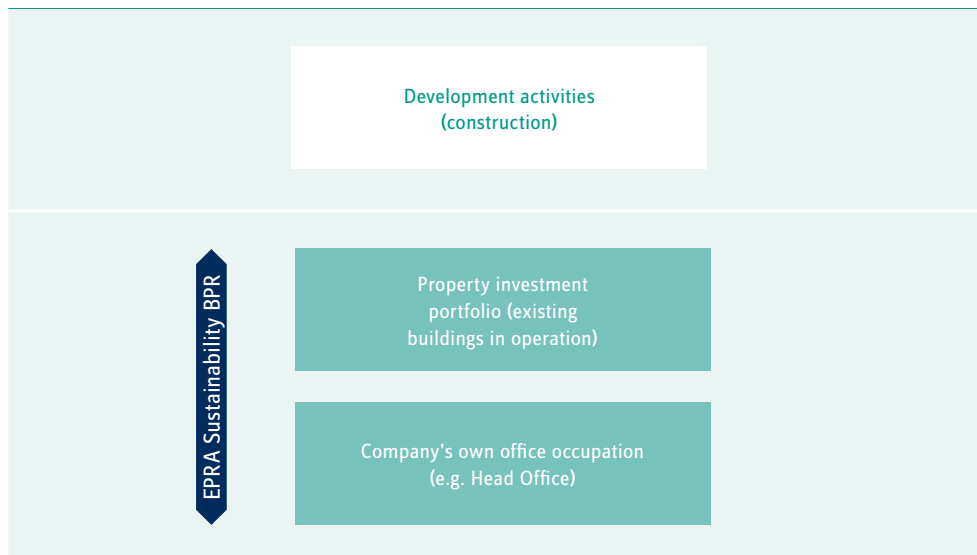 Development activities
(construction)
EPRA Sustainability BPR
Property investment
portfolio (existing
buildings in operation)
Company’s own office occupation
(e.g. Head Office)